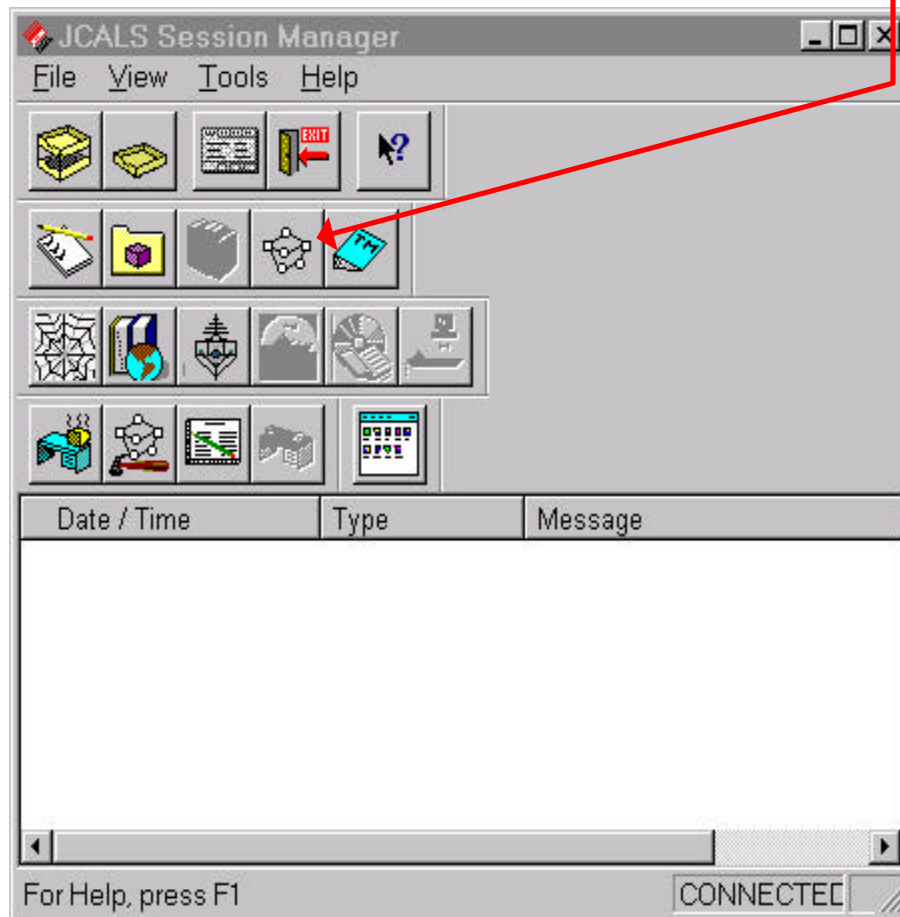 JCALS Session Manager
File View Tools Help
EXIT
?
TM
Date / Time Type Message
For Help, press F1 CONNECTED